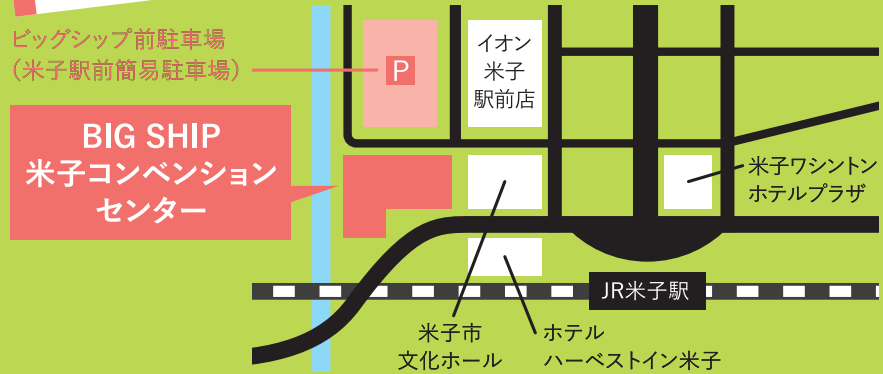 ビッグシップ前駐車場
（米子駅前簡易駐車場）
P
イオン
米子
駅前店
BIG SHIP
米子コンベンション
センター
米子ワシントン
ホテルプラザ
JR米子駅
米子市
文化ホール
ホテル
ハーベストイン米子